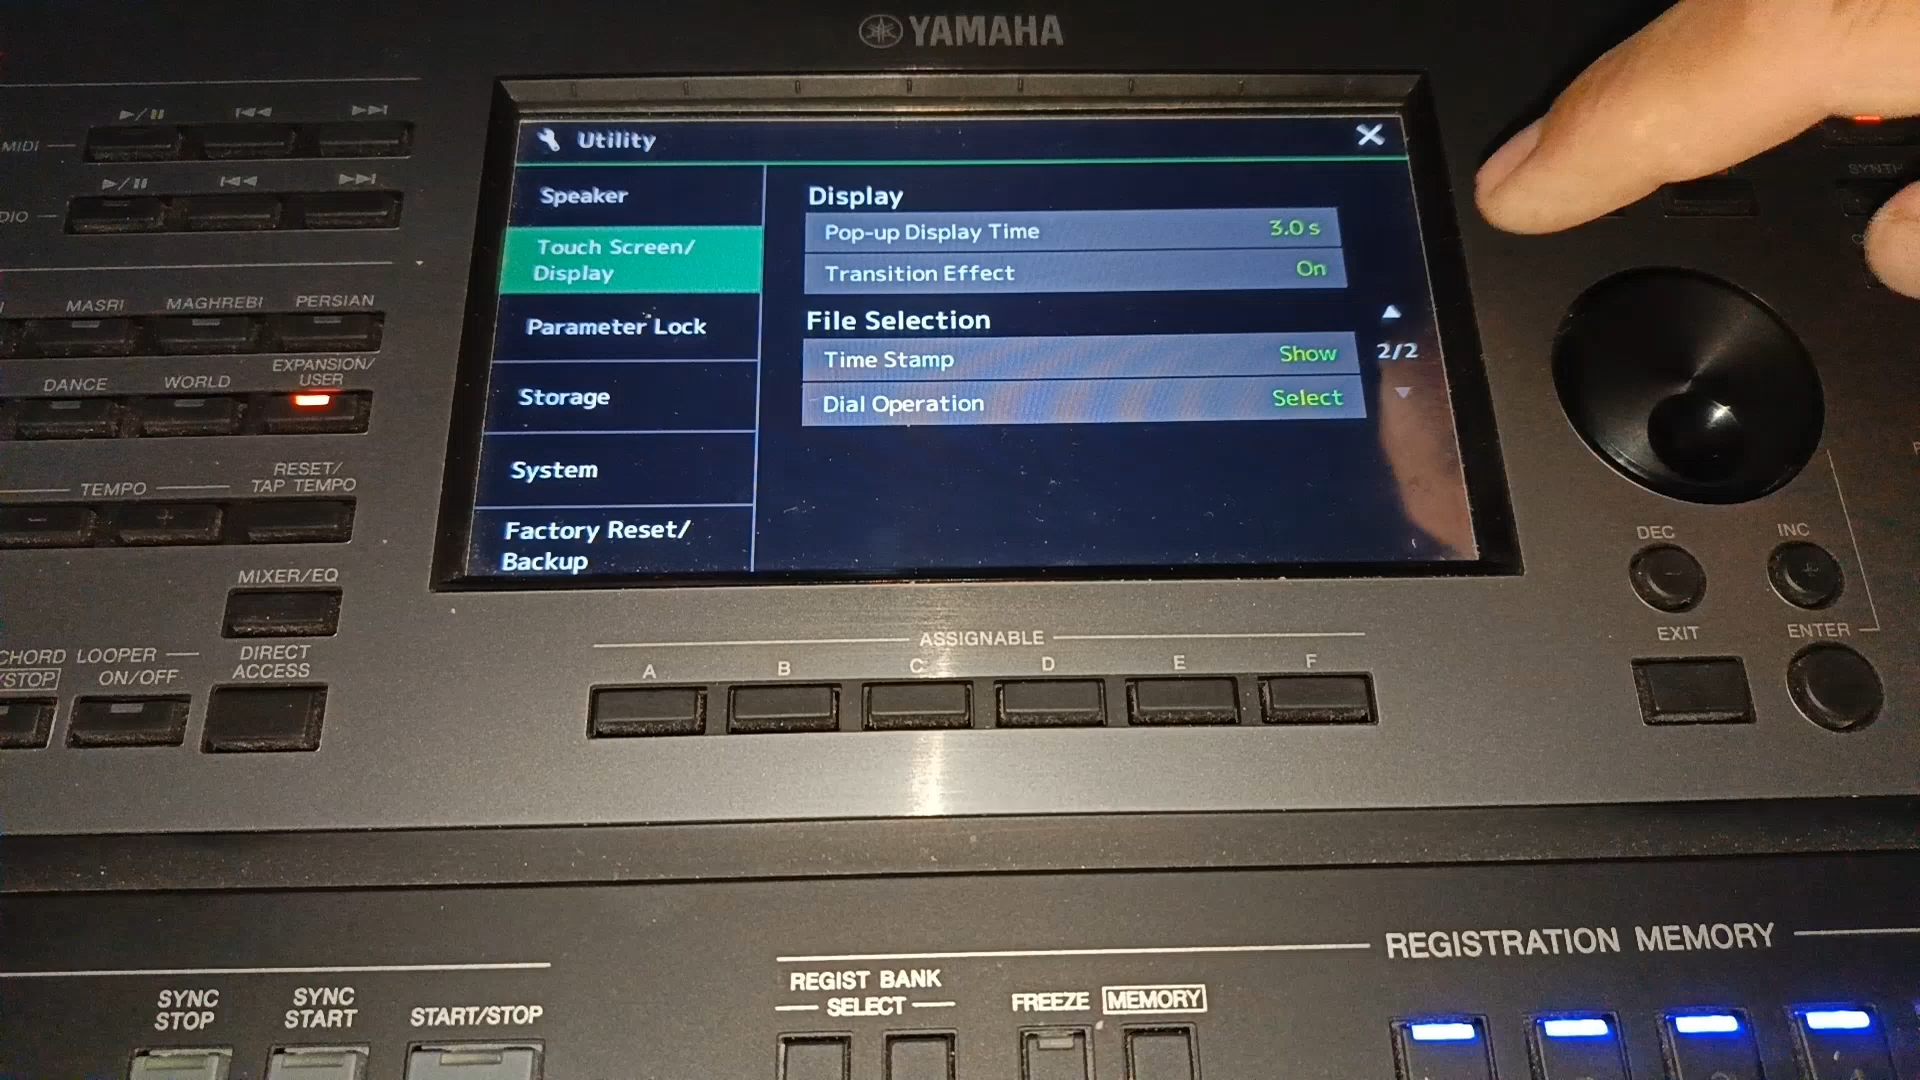 YAMAHA
MIDI
Utility
Speaker
Touch Screen/
Display
Parameter Lock
Storage
System
Factory Reset/
Backup
Display
Pop-up Display Time 3.0 s
Transition Effect On
File Selection
Time Stamp Show
Dial Operation Select
2/2
MASRI MAGHREBI PERSIAN
DANCE WORLD EXPANSION/
USER
TEMPO RESET/
TAP TEMPO
MIXER/EQ
CHORD LOOPER
/STOP ON/OFF
DIRECT
ACCESS
ASSIGNABLE
A B C D E F
DEC INC
EXIT ENTER
REGISTRATION MEMORY
REGIST BANK
SELECT
FREEZE MEMORY
SYNC
STOP
SYNC
START
START/STOP